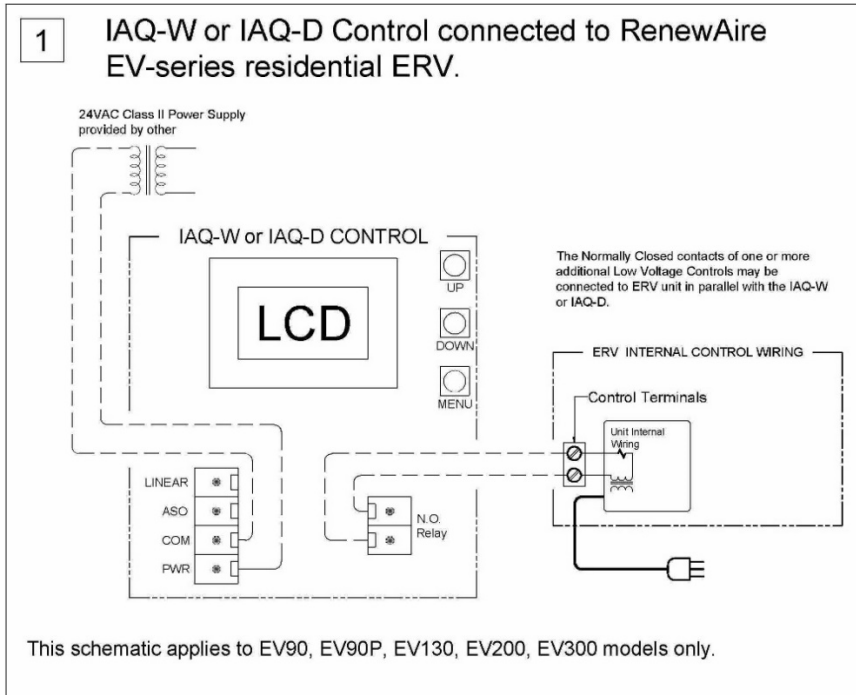 1
IAQ-W or IAQ-D Control connected to RenewAire
EV-series residential ERV.
24VAC Class II Power Supply
provided by other
IAQ-W or IAQ-D CONTROL
LCD
UP
DOWN
MENU
The Normally Closed contacts of one or more
additional Low Voltage Controls may be
connected to ERV unit in parallel with the IAQ-W
or IAQ-D.
ERV INTERNAL CONTROL WIRING
Control Terminals
Unit Internal
Wiring
LINEAR
ASO
COM
PWR
N.O.
Relay
This schematic applies to EV90, EV90P, EV130, EV200, EV300 models only.